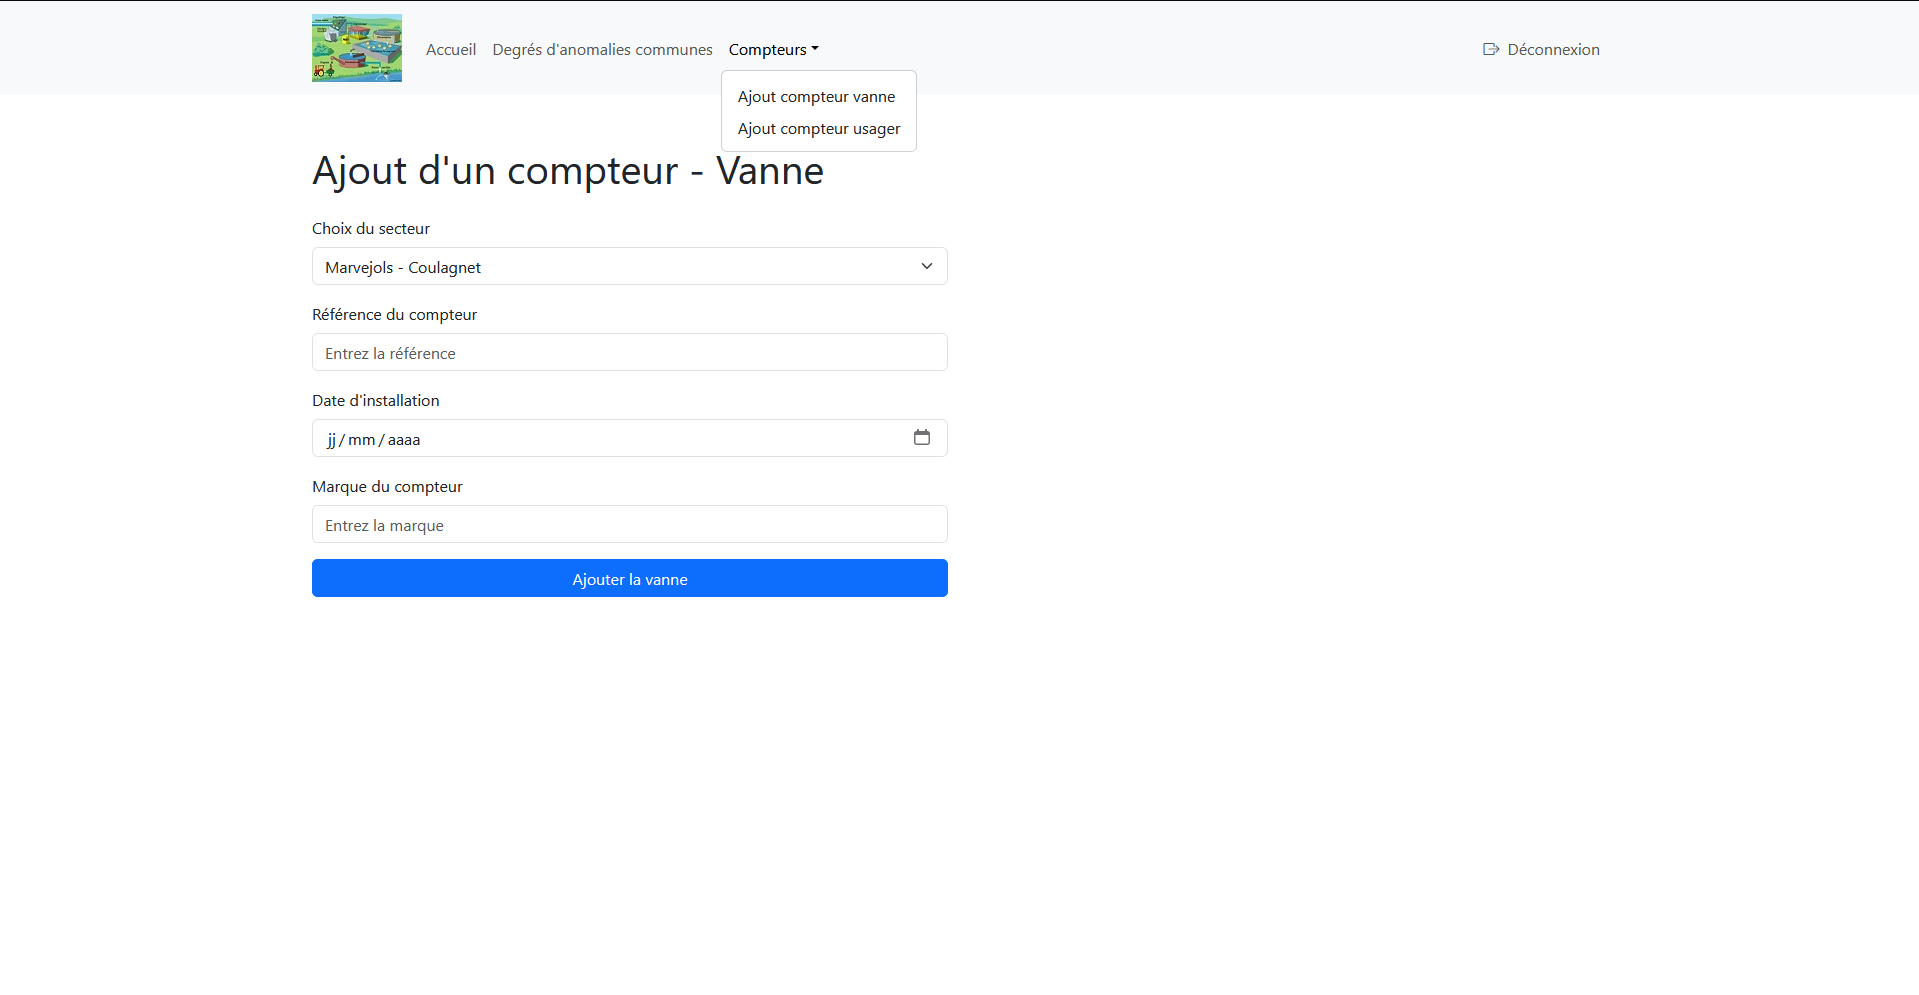 Accueil Degrés d'anomalies communes Compteurs Déconnexion
Ajout compteur vanne
Ajout compteur usager
Ajout d'un compteur - Vanne
Choix du secteur
Marvejols - Coulagnet
Référence du compteur
Entrez la référence
Date d'installation
jj/mm/aaaa
Marque du compteur
Entrez la marque
Ajouter la vanne